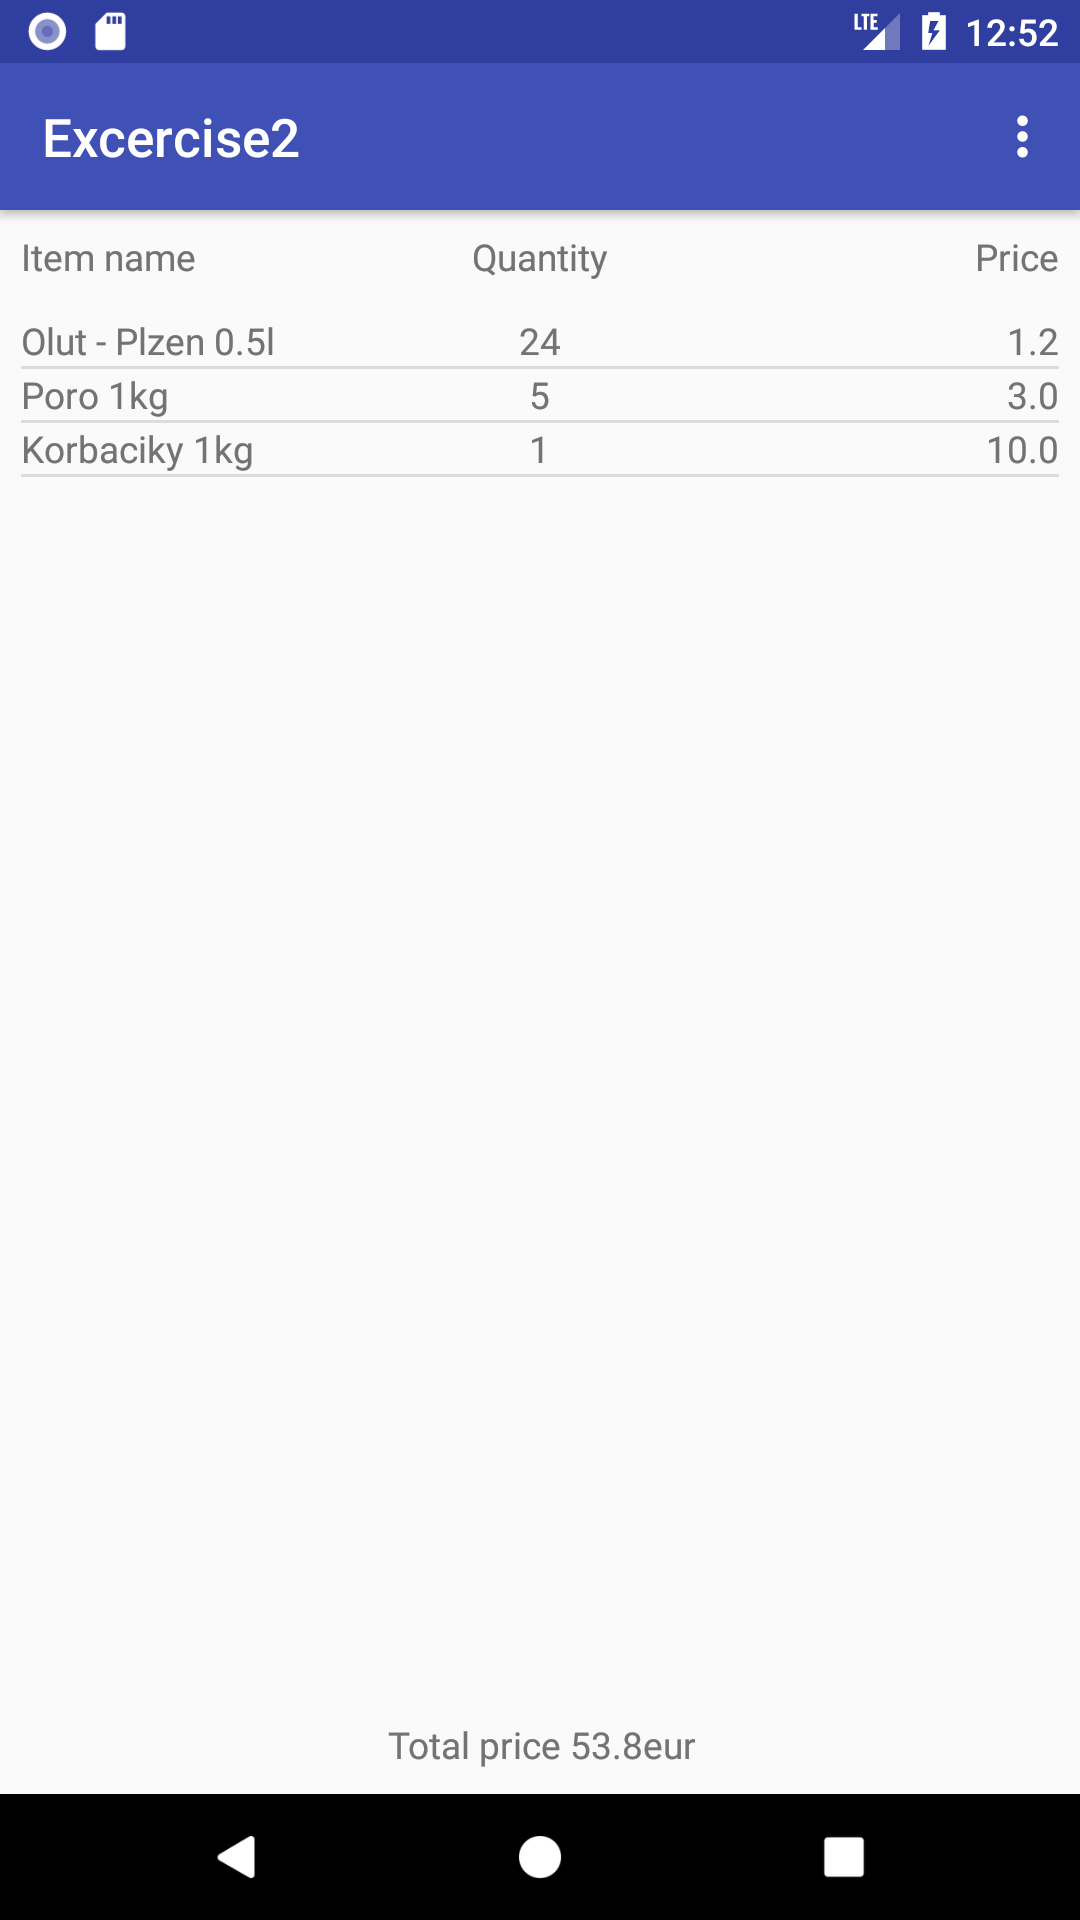 LTE 12:52
Excercise2
Item name Quantity Price
Olut - Plzen 0.5l 24 1.2
Poro 1kg 5 3.0
Korbaciky 1kg 1 10.0
Total price 53.8eur